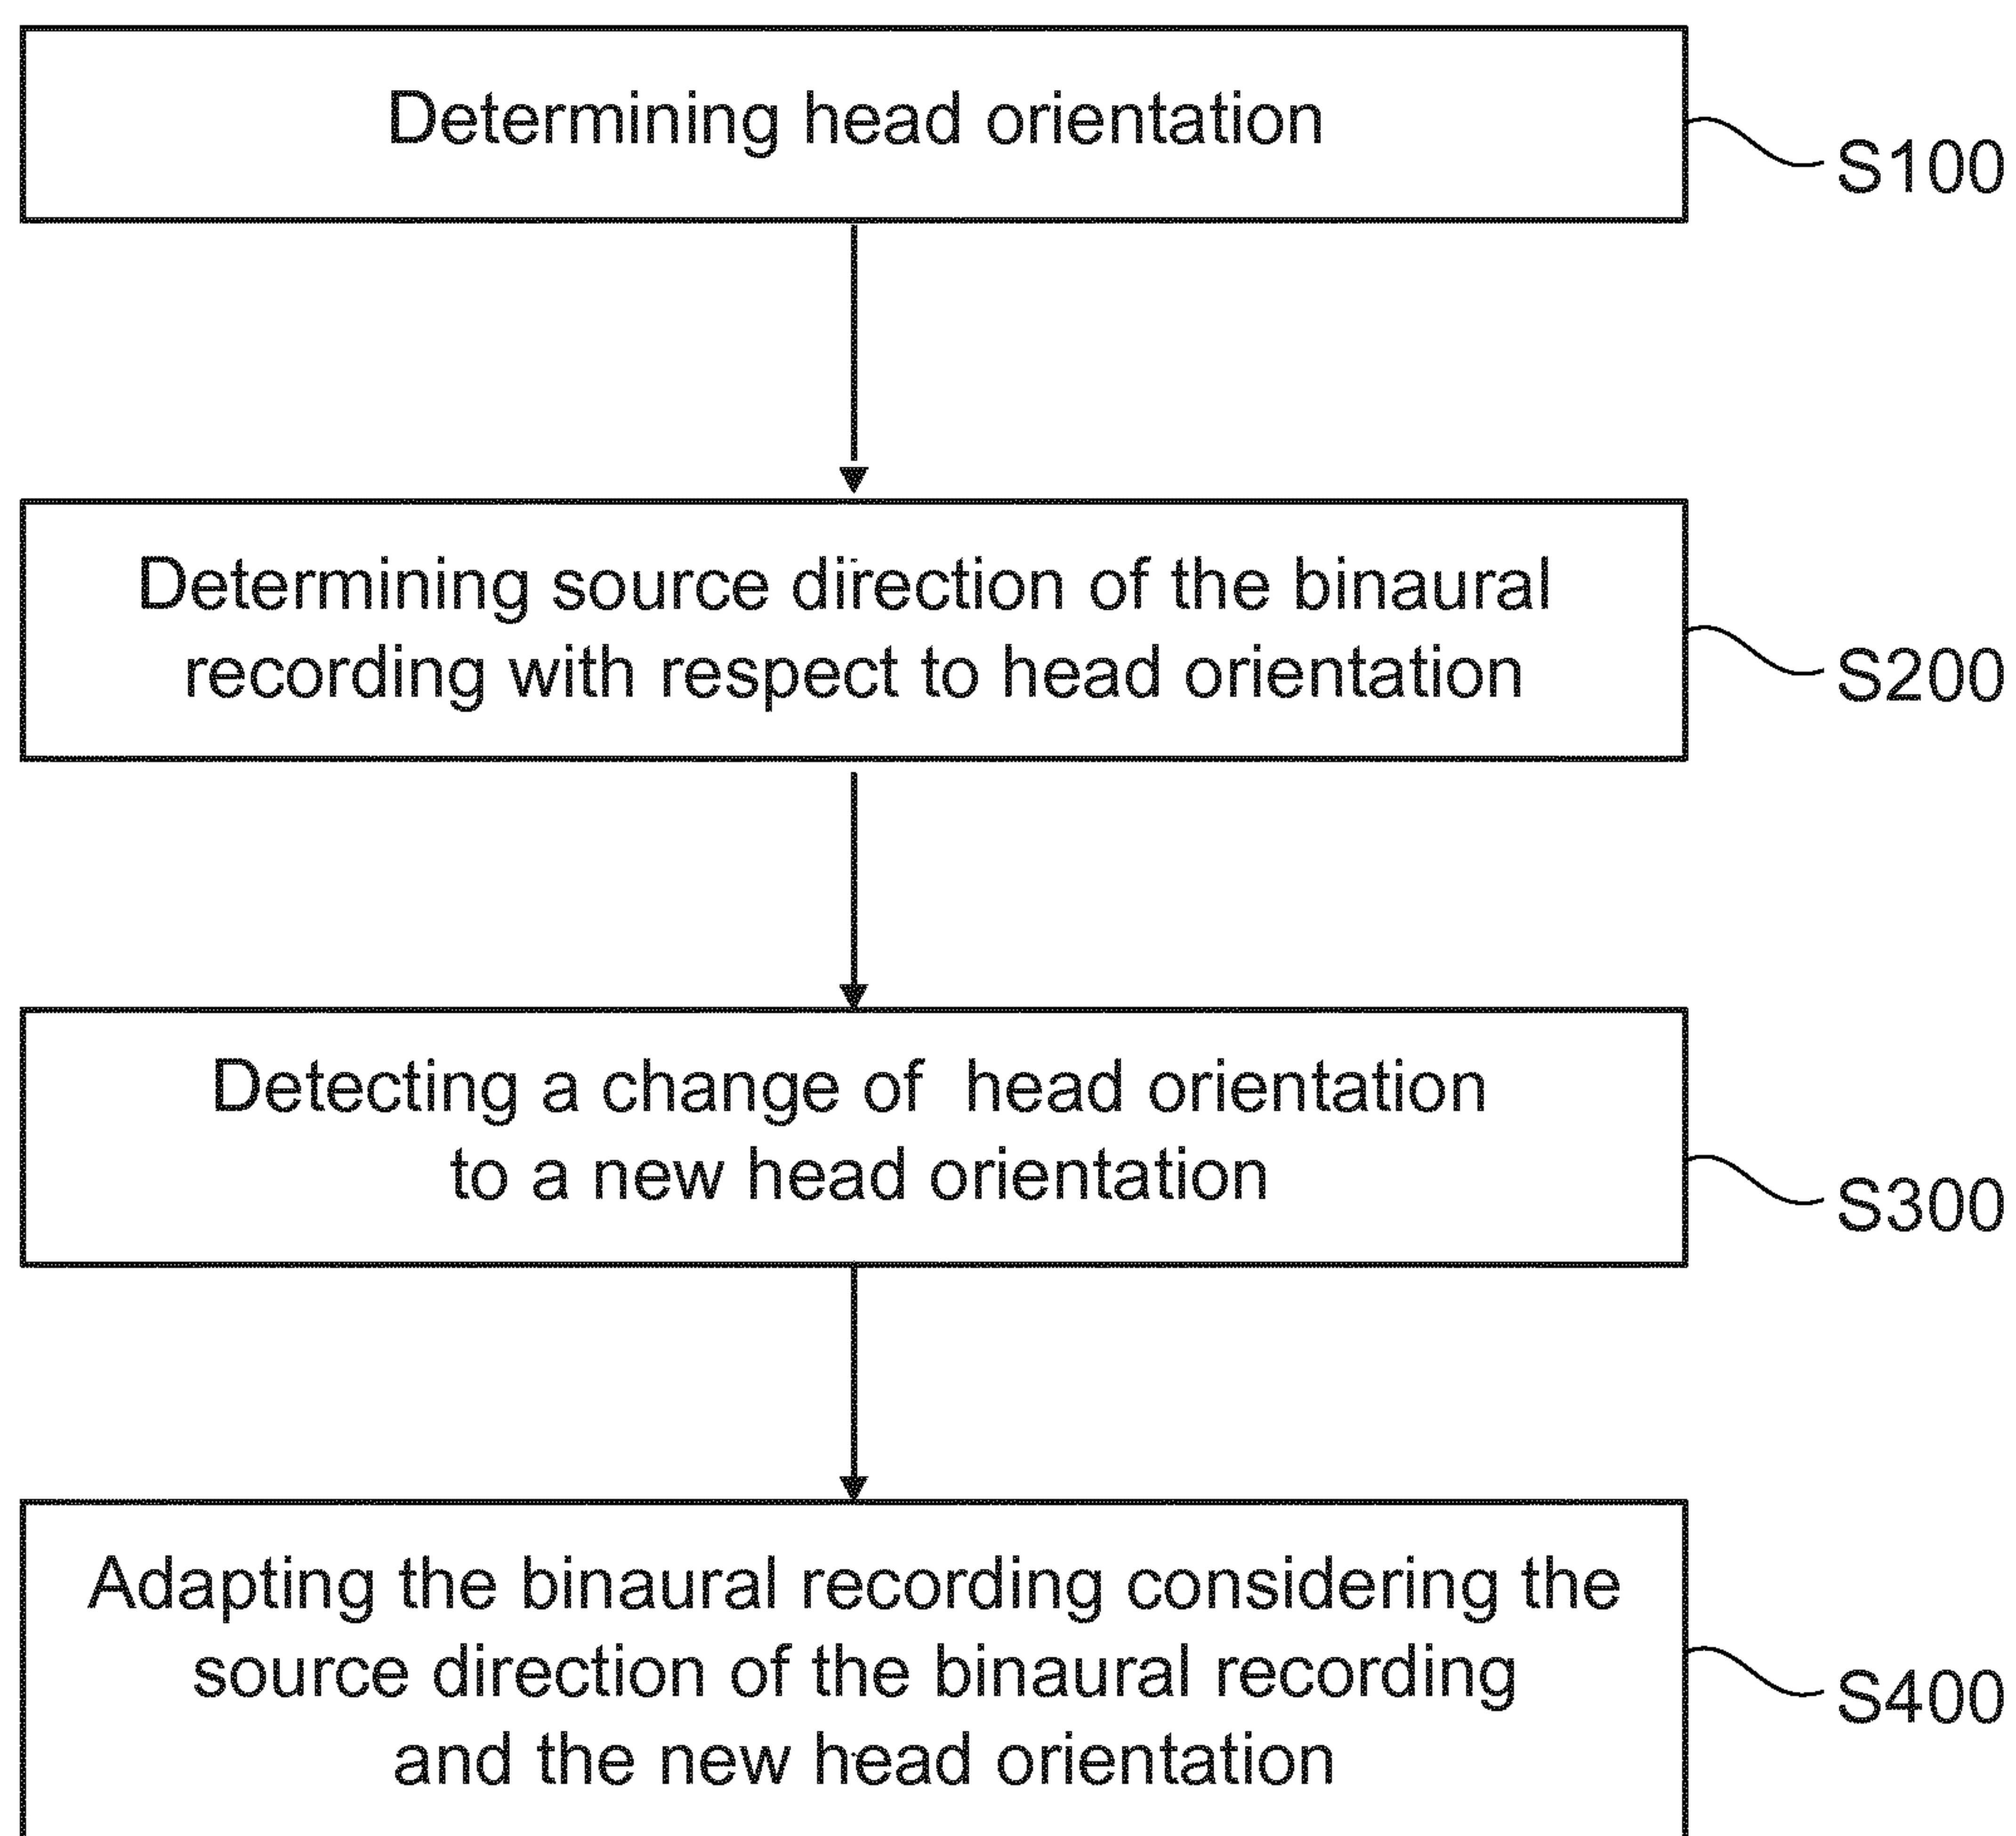 Determining head orientation
S100
Determining source direction of the binaural
recording with respect to head orientation
S200
Detecting a change of head orientation
to a new head orientation
S300
Adapting the binaural recording considering the
source direction of the binaural recording
and the new head orientation
S400